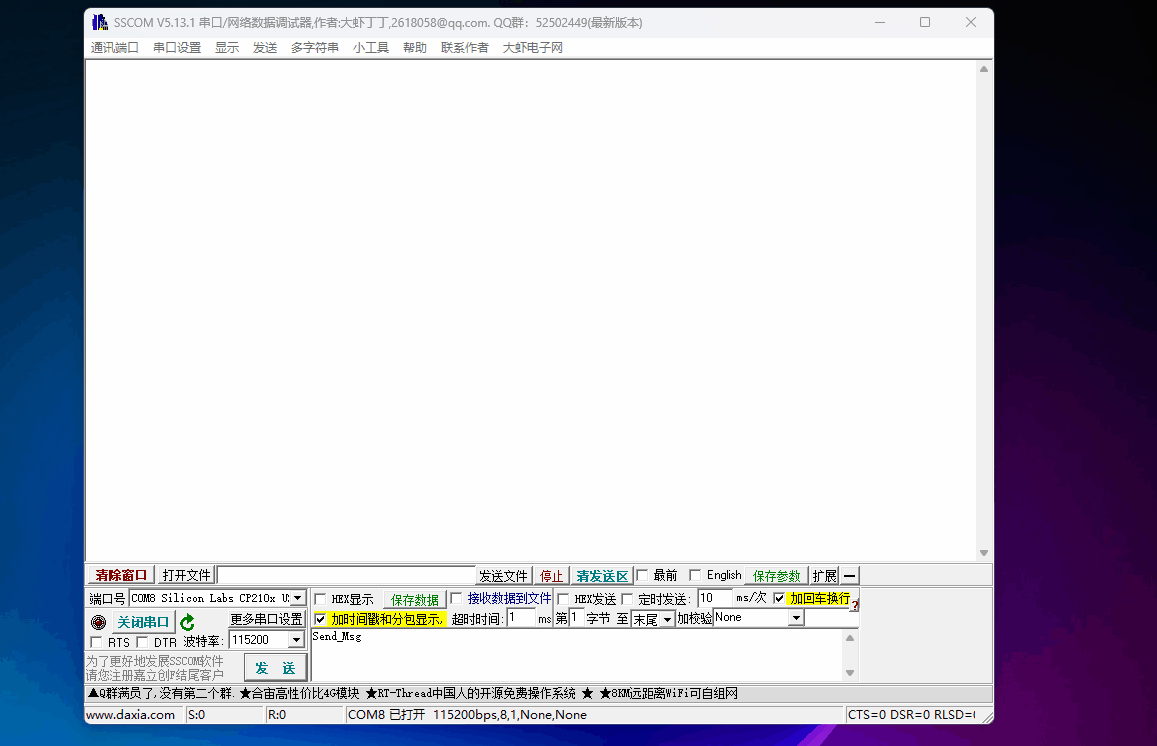 SSCOM V5.13.1 串口/网络数据调试器,作者:大虾丁丁,2618058@qq.com. QQ群: 52502449(最新版本)
通讯端口 串口设置 显示 发送 多字符串 小工具 帮助 联系作者 大虾电子网
清除窗口 打开文件 发送文件 停止 清发送区 最前 English 保存参数 扩展 —
端口号 COM8 Silicon Labs CP210x U HEX显示 保存数据 接收数据到文件 HEX发送 定时发送: 10 ms/次 加回车换行 ?
关闭串口 更多串口设置 加时间戳和分包显示, 超时时间: 1 ms 第 1 字节 至 末尾 加校验 None
RTS DTR 波特率: 115200 Send_Msg
为了更好地发展SSCOM软件
请您注册嘉立创F结尾客户
发 送
▲Q群满员了,没有第二个群. ★合宙高性价比4G模块 ★RT-Thread中国人的开源免费操作系统 ★ ★8KM远距离WiFi可自组网
www.daxia.com S:0 R:0 COM8 已打开 115200bps,8,1,None,None CTS=0 DSR=0 RLSD=